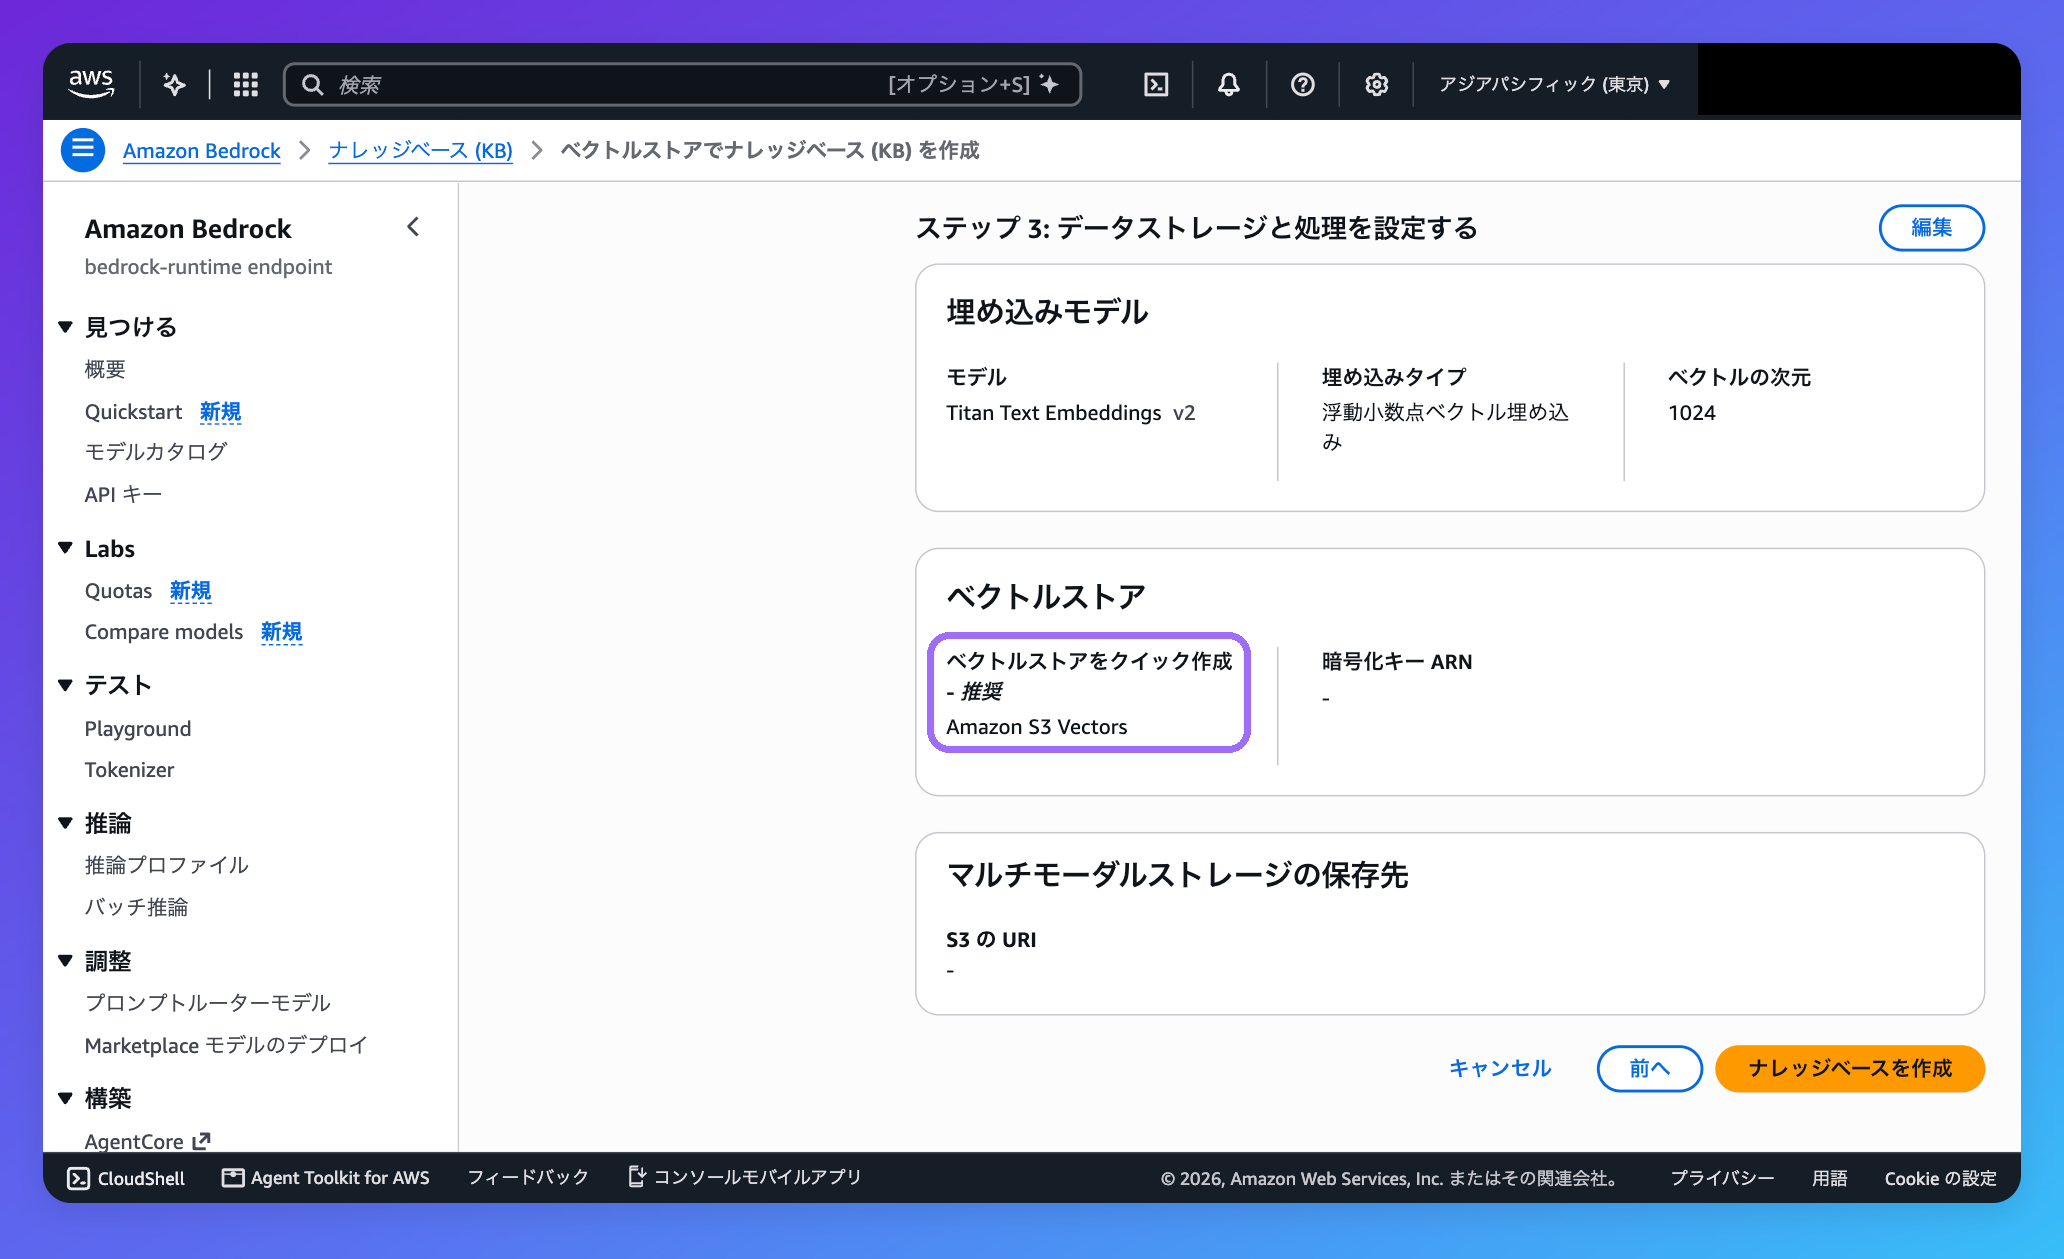 aws
検索
[オプション+S]
アジアパシフィック (東京)
Amazon Bedrock
ナレッジベース (KB)
ベクトルストアでナレッジベース (KB) を作成
Amazon Bedrock
bedrock-runtime endpoint
見つける
概要
Quickstart 新規
モデルカタログ
API キー
Labs
Quotas 新規
Compare models 新規
テスト
Playground
Tokenizer
推論
推論プロファイル
バッチ推論
調整
プロンプトルーターモデル
Marketplace モデルのデプロイ
構築
AgentCore
ステップ 3: データストレージと処理を設定する
編集
埋め込みモデル
モデル
Titan Text Embeddings v2
埋め込みタイプ
浮動小数点ベクトル埋め込
み
ベクトルの次元
1024
ベクトルストア
ベクトルストアをクイック作成
- 推奨
Amazon S3 Vectors
暗号化キー ARN
-
マルチモーダルストレージの保存先
S3 の URI
-
キャンセル
前へ
ナレッジベースを作成
CloudShell
Agent Toolkit for AWS
フィードバック
コンソールモバイルアプリ
© 2026, Amazon Web Services, Inc. またはその関連会社。
プライバシー
用語
Cookie の設定